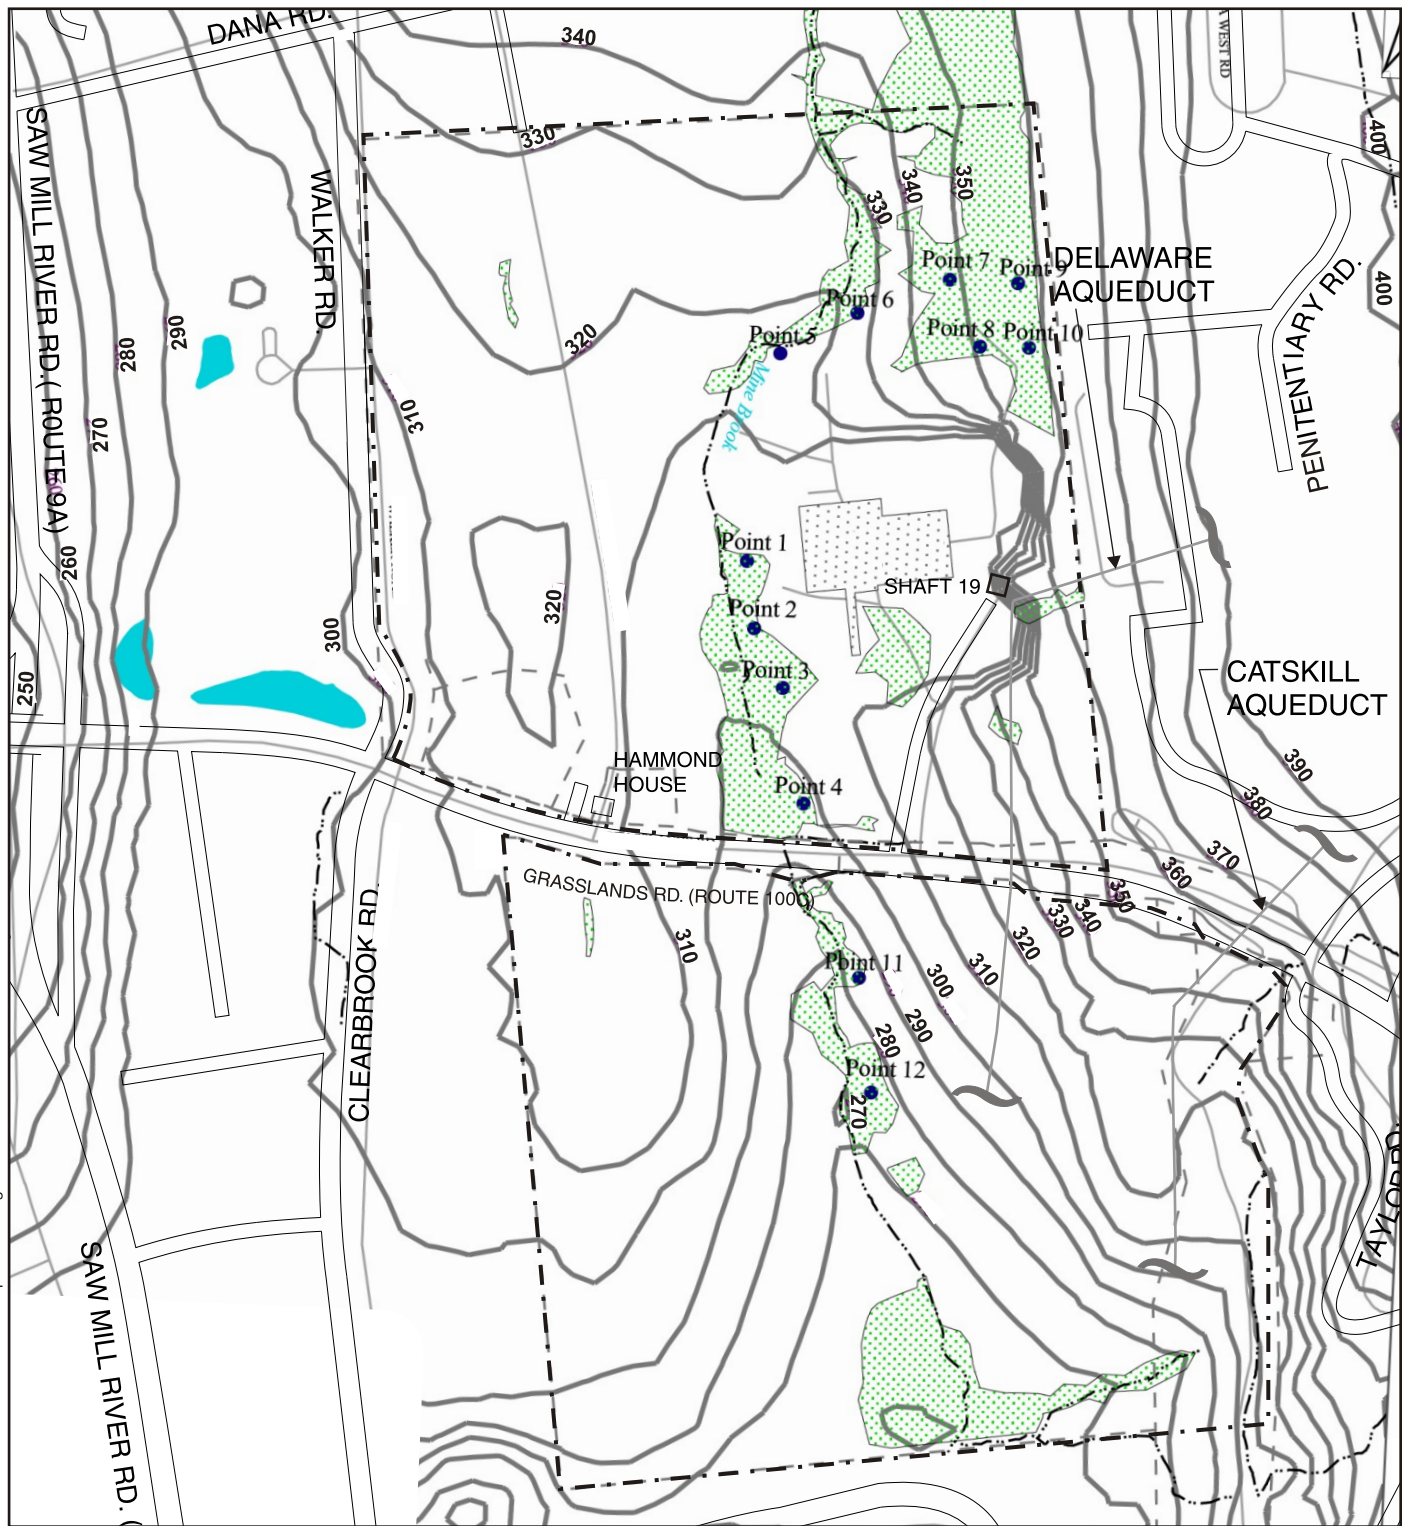 DANA RD.
340
A WEST RD
400
330
SAW MILL RIVER RD.( ROUTE 9A)
WALKER RD.
330
340
350
DELAWARE
AQUEDUCT
Point 7
Point 9
400
PENITENTIARY RD.
290
280
320
Point 6
Point 5
Point 8
Point 10
Mine Brook
310
270
260
Point 1
SHAFT 19
Point 2
320
300
250
Point 3
CATSKILL
AQUEDUCT
HAMMOND
HOUSE
Point 4
390
380
370
360
350
GRASSLANDS RD. (ROUTE 100C)
340
330
320
310
310
300
290
280
Point 11
CLEARBROOK RD.
Point 12
270
TAYLOR RD.
SAW MILL RIVER RD. (